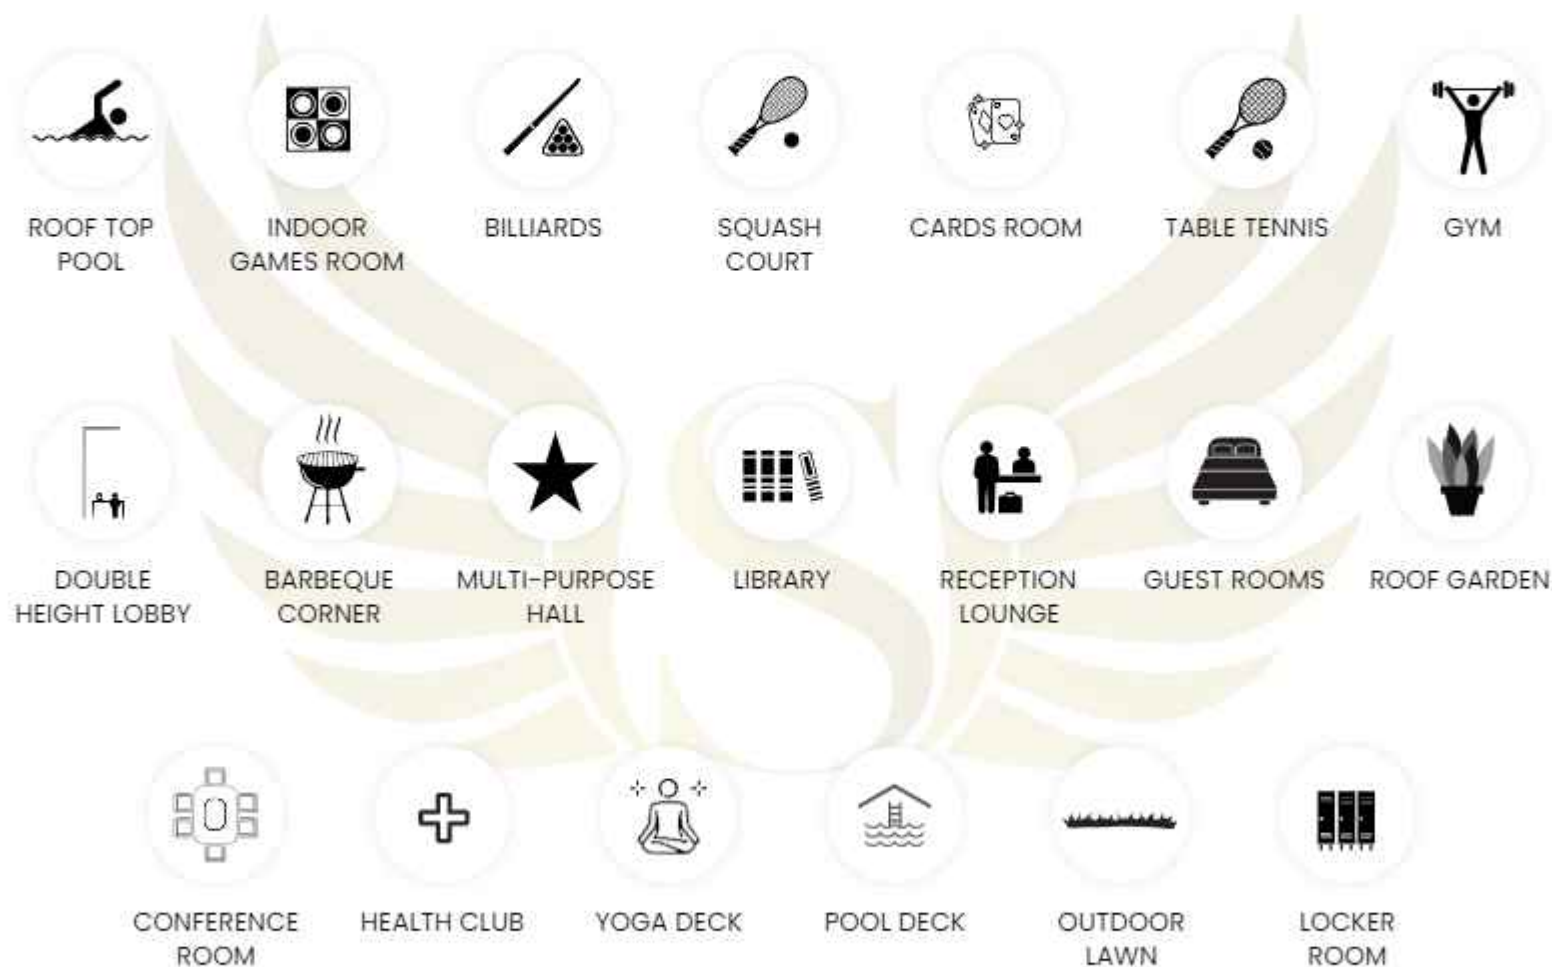 ROOF TOP
POOL
INDOOR
GAMES ROOM
BILLIARDS
SQUASH
COURT
CARDS ROOM
TABLE TENNIS
GYM
DOUBLE
HEIGHT LOBBY
BARBEQUE
CORNER
MULTI-PURPOSE
HALL
LIBRARY
RECEPTION
LOUNGE
GUEST ROOMS
ROOF GARDEN
CONFERENCE
ROOM
HEALTH CLUB
YOGA DECK
POOL DECK
OUTDOOR
LAWN
LOCKER
ROOM